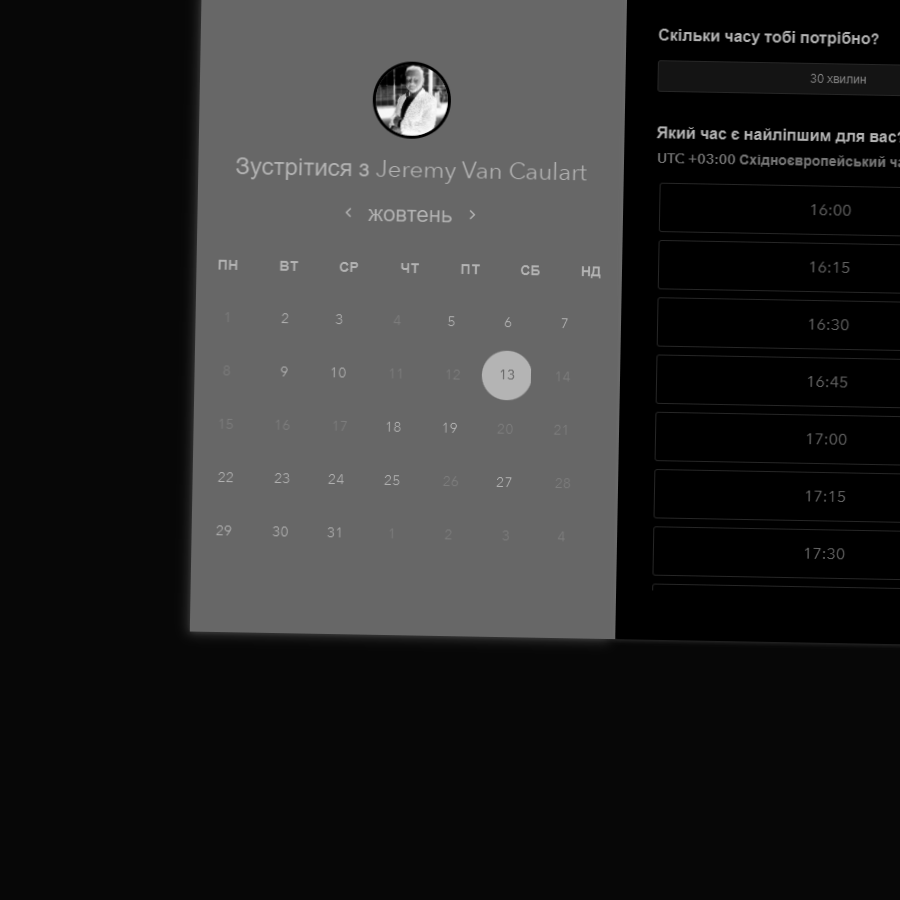 Зустрітися з Jeremy Van Caulart
жовтень
ПН ВТ СР ЧТ ПТ СБ НД
1 2 3 4 5 6 7
8 9 10 11 12 13 14
15 16 17 18 19 20 21
22 23 24 25 26 27 28
29 30 31 1 2 3 4
Скільки часу тобі потрібно?
30 хвилин
Який час є найліпшим для вас?
UTC +03:00 Східноєвропейський
16:00
16:15
16:30
16:45
17:00
17:15
17:30